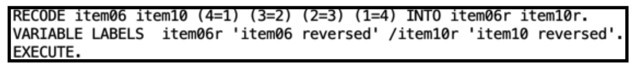 RECODE item06 item10 (4=1) (3=2) (2=3) (1=4) INTO item06r item10r.
VARIABLE LABELS  item06r 'item06 reversed' /item10r 'item10 reversed'.
EXECUTE.